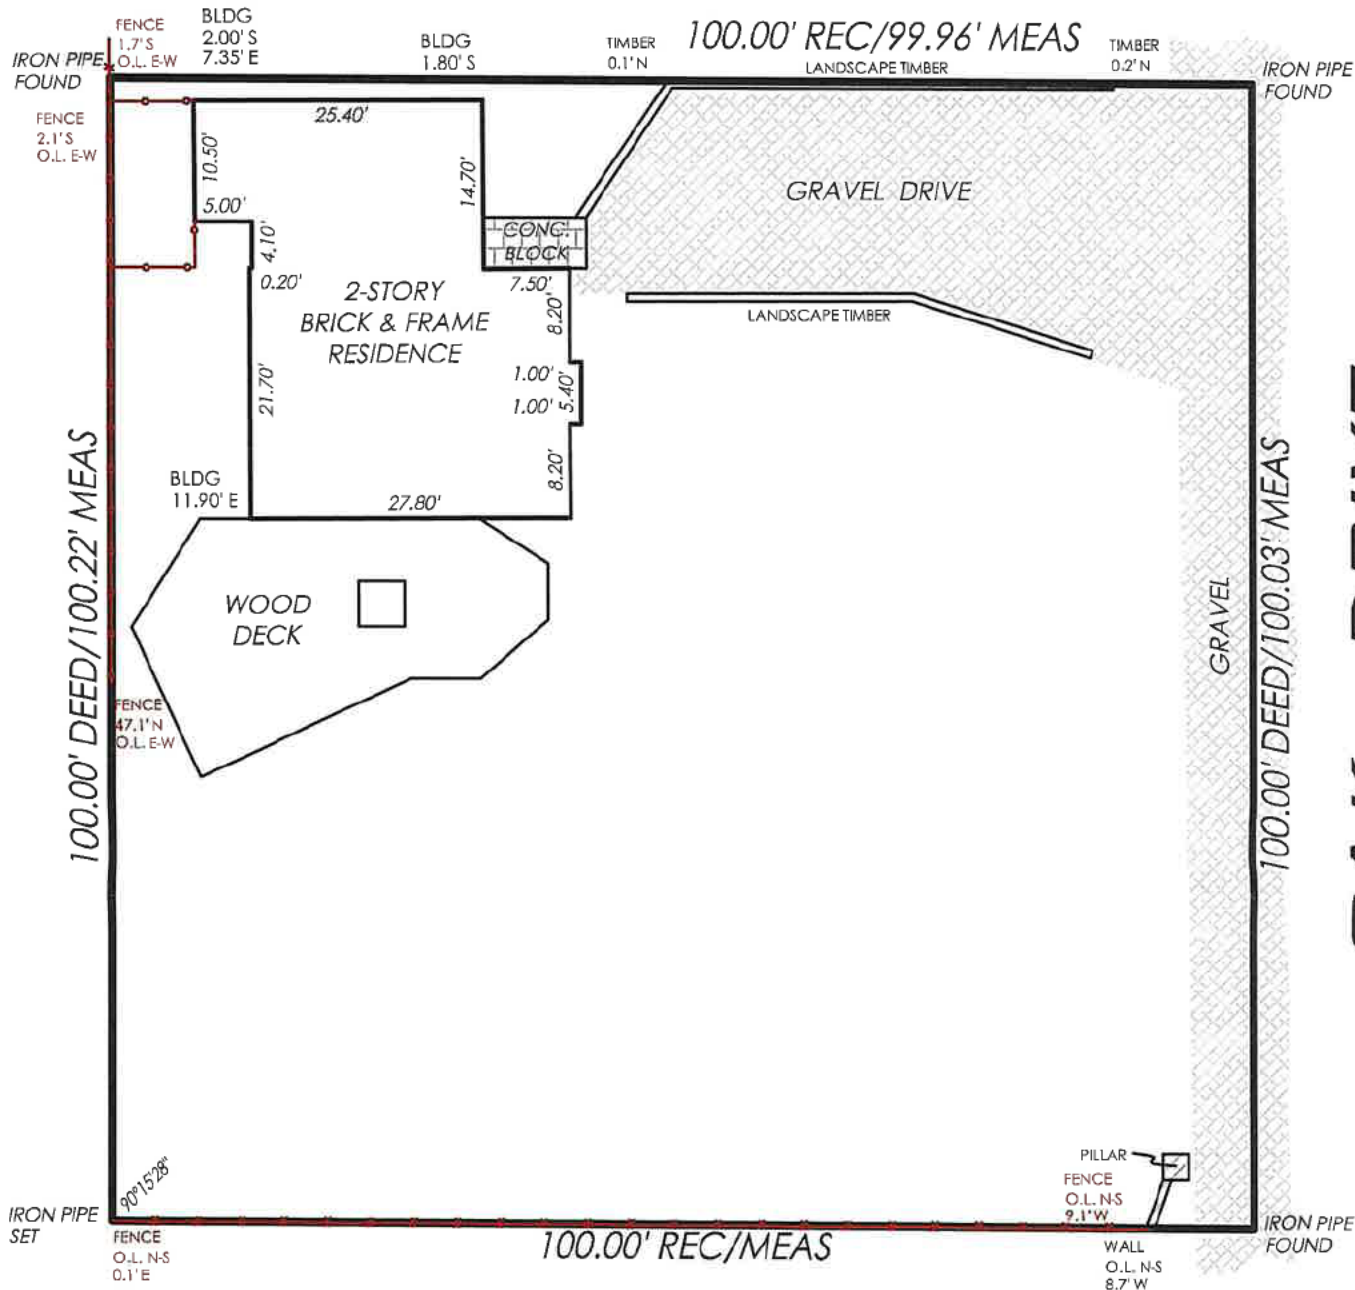 FENCE
1.7' S
O.L. E-W
BLDG
2.00' S
7.35' E
BLDG
1.80' S
TIMBER
0.1' N
100.00' REC/99.96' MEAS
LANDSCAPE TIMBER
TIMBER
0.2' N
IRON PIPE
FOUND
IRON PIPE
FOUND
FENCE
2.1' S
O.L. E-W
25.40'
10.50'
14.70'
5.00'
4.10'
0.20'
CONC.
BLOCK
7.50'
GRAVEL DRIVE
2-STORY
BRICK & FRAME
RESIDENCE
8.20'
LANDSCAPE TIMBER
1.00'
5.40'
1.00'
21.70'
8.20'
BLDG
11.90' E
27.80'
100.00' DEED/100.22' MEAS
WOOD
DECK
GRAVEL
100.00' DEED/100.03' MEAS
FENCE
47.1' N
O.L. E-W
PILLAR
FENCE
O.L. N-S
9.1' W
90°15'28"
IRON PIPE
SET
FENCE
O.L. N-S
0.1' E
100.00' REC/MEAS
WALL
O.L. N-S
8.7' W
IRON PIPE
FOUND